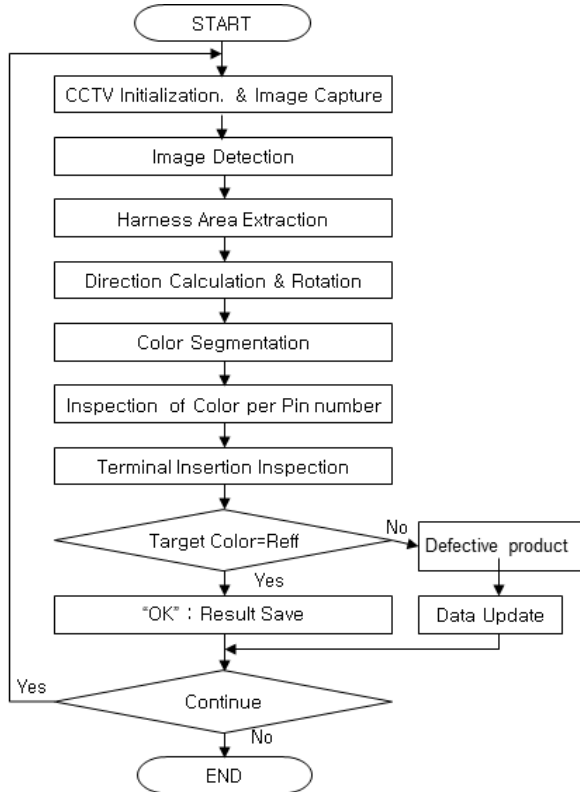 START
CCTV Initialization. & Image Capture
Image Detection
Harness Area Extraction
Direction Calculation & Rotation
Color Segmentation
Inspection of Color per Pin number
Terminal Insertion Inspection
Target Color=Reff
No
Defective product
Yes
“OK” : Result Save
Data Update
Yes
Continue
No
END